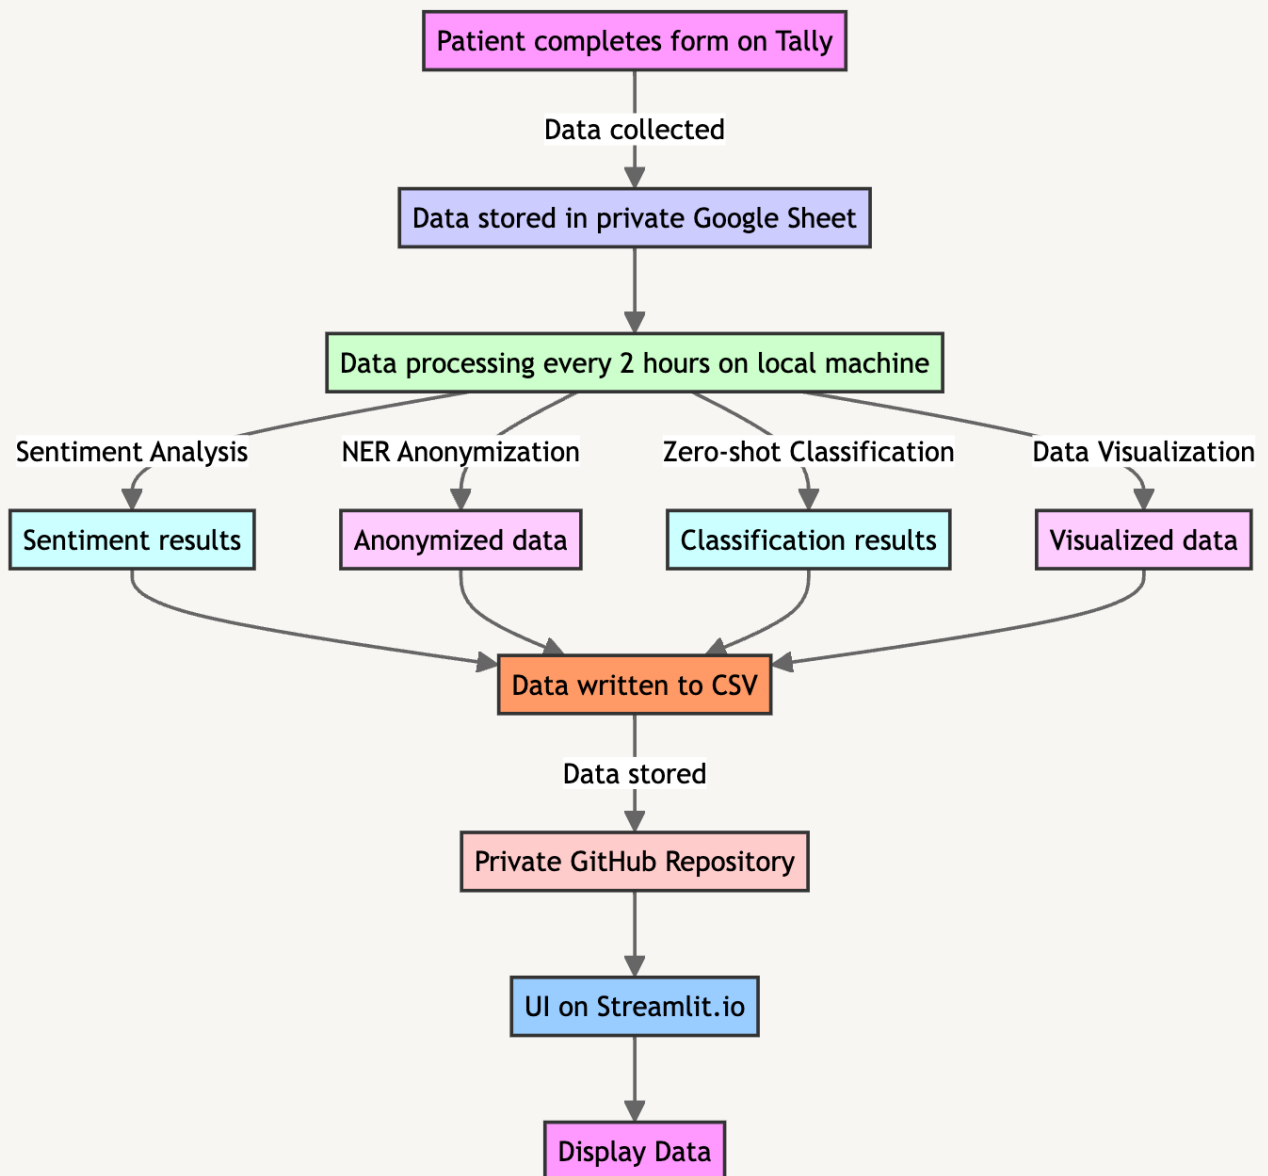 Patient completes form on Tally
Data collected
Data stored in private Google Sheet
Data processing every 2 hours on local machine
Sentiment Analysis
NER Anonymization
Zero-shot Classification
Data Visualization
Sentiment results
Anonymized data
Classification results
Visualized data
Data written to CSV
Data stored
Private GitHub Repository
UI on Streamlit.io
Display Data